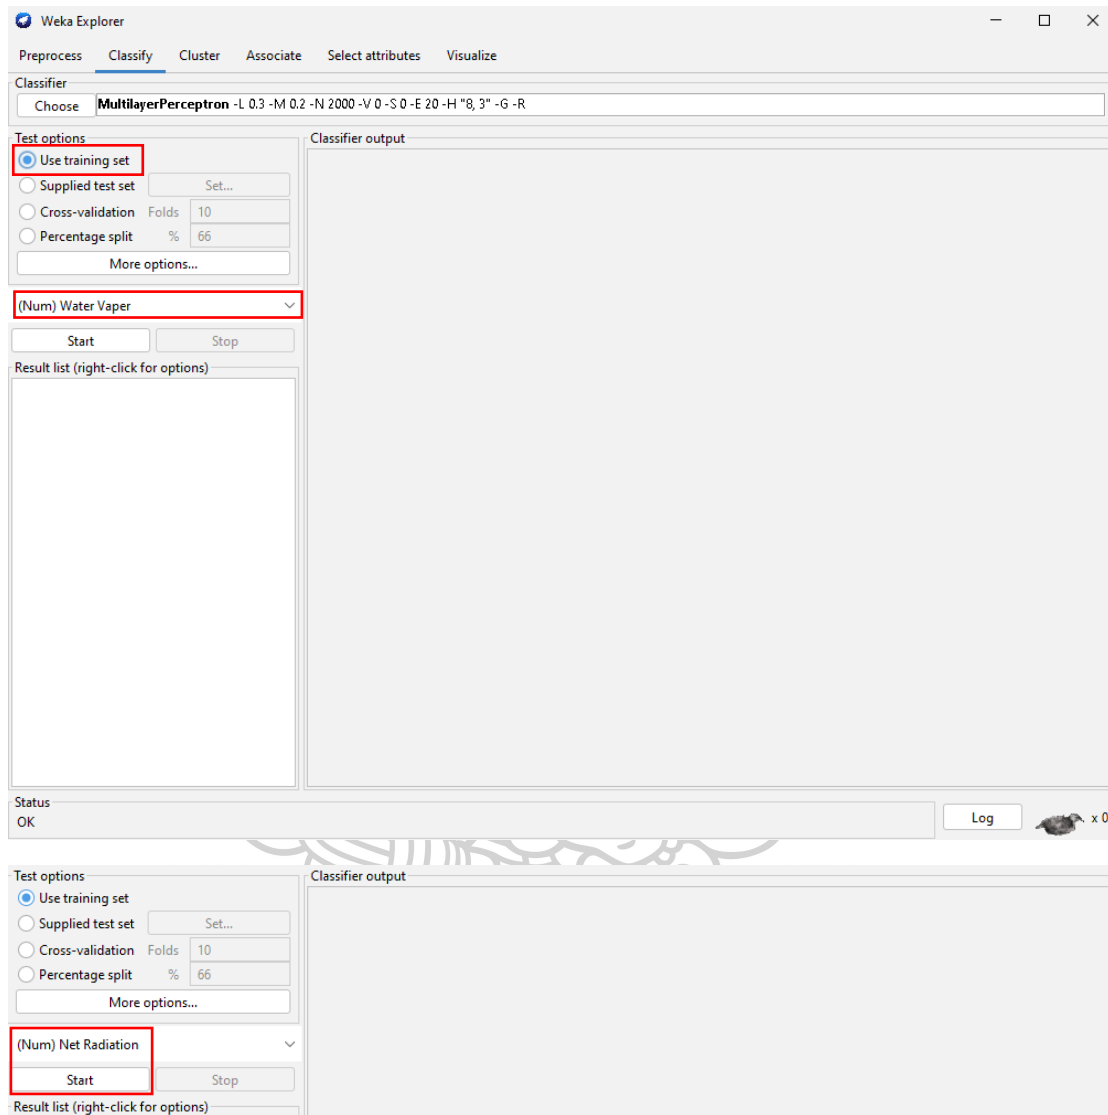 Weka Explorer
Preprocess Classify Cluster Associate Select attributes Visualize
Classifier
Choose MultilayerPerceptron -L 0.3 -M 0.2 -N 2000 -V 0 -S 0 -E 20 -H "8, 3" -G -R
Test options
Use training set
Supplied test set Set...
Cross-validation Folds 10
Percentage split % 66
More options...
(Num) Water Vaper
Start Stop
Result list (right-click for options)
Classifier output
Status
OK
Log x 0
Test options
Use training set
Supplied test set Set...
Cross-validation Folds 10
Percentage split % 66
More options...
(Num) Net Radiation
Start Stop
Result list (right-click for options)
Classifier output